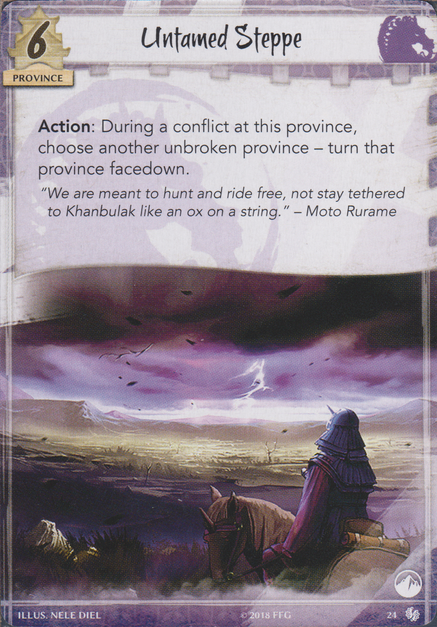 6
Untamed Steppe
PROVINCE
Action: During a conflict at this province,
choose another unbroken province – turn that
province facedown.
“We are meant to hunt and ride free, not stay tethered
to Khanbulak like an ox on a string.” – Moto Rurame
ILLUS. NELE DIEL
© 2018 FFG
24